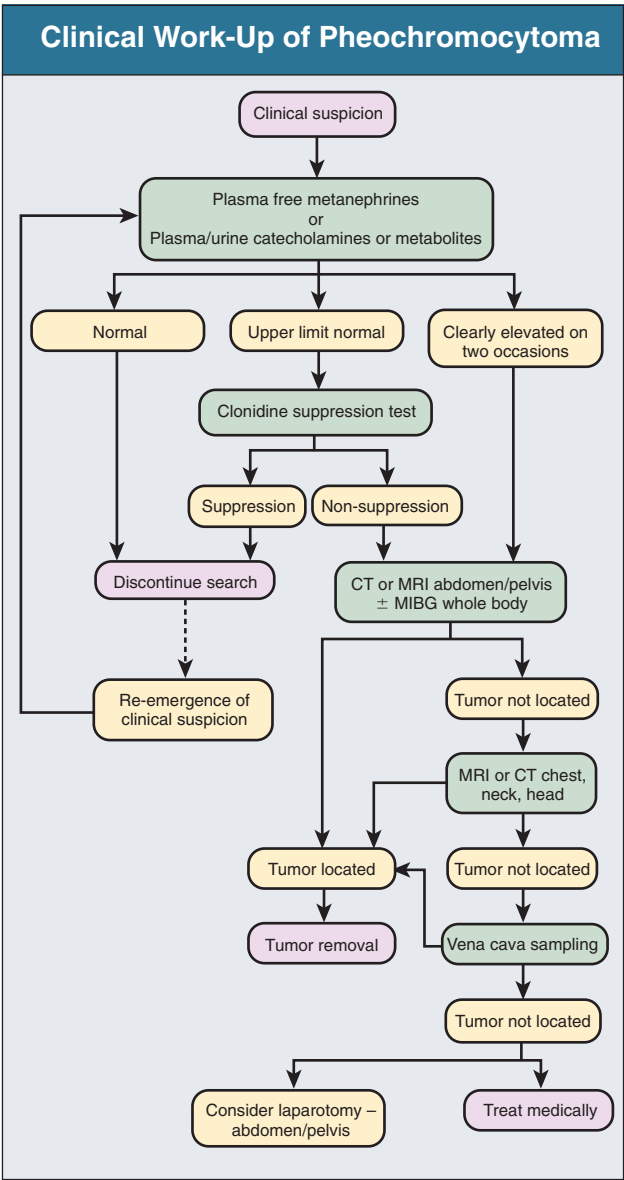 Clinical Work-Up of Pheochromocytoma
Clinical suspicion
Plasma free metanephrines
or
Plasma/urine catecholamines or metabolites
Normal
Upper limit normal
Clearly elevated on
two occasions
Clonidine suppression test
Suppression
Non-suppression
Discontinue search
CT or MRI abdomen/pelvis
± MIBG whole body
Re-emergence of
clinical suspicion
Tumor not located
MRI or CT chest,
neck, head
Tumor located
Tumor not located
Tumor removal
Vena cava sampling
Tumor not located
Consider laparotomy –
abdomen/pelvis
Treat medically